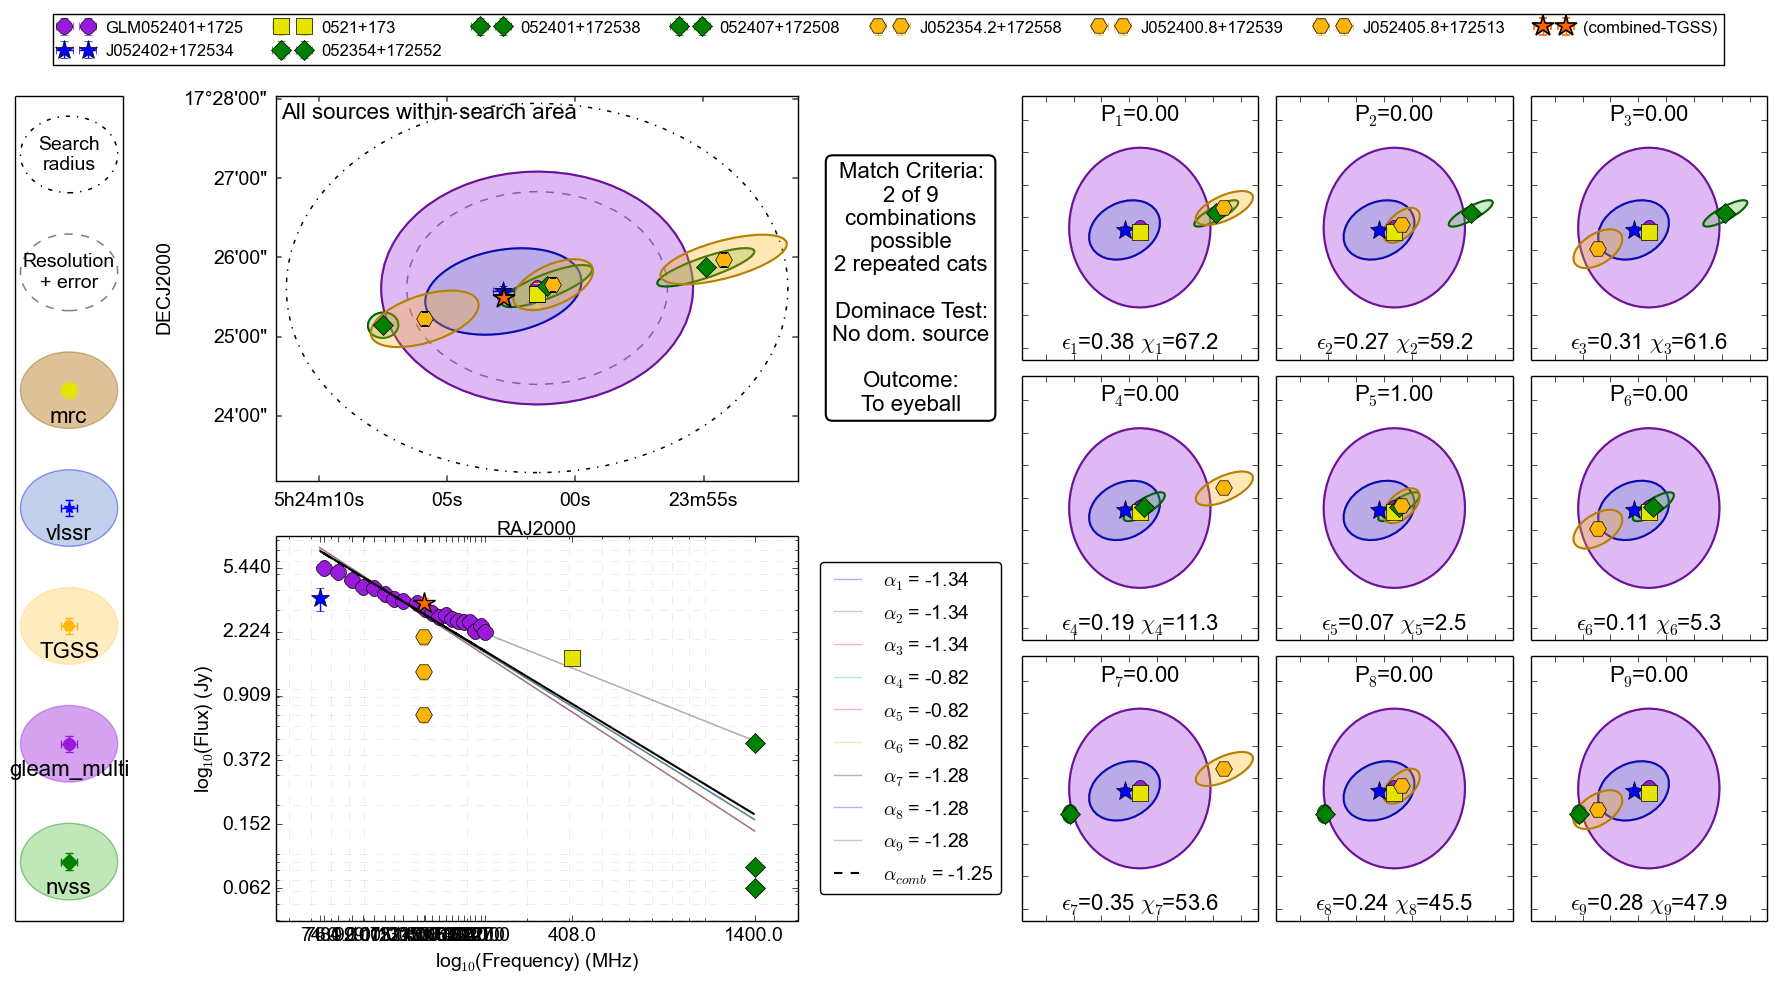 GLM052401+1725
0521+173
052401+172538
052407+172508
J052354.2+172558
J052400.8+172539
J052405.8+172513
(combined-TGSS)
J052402+172534
052354+172552
Search
radius
Resolution
+ error
mrc
vlssr
TGSS
gleam_multi
nvss
All sources within search area
17°28'00"
27'00"
26'00"
25'00"
24'00"
DECJ2000
5h24m10s
05s
00s
23m55s
RAJ2000
Match Criteria:
2 of 9
combinations
possible
2 repeated cats
Dominace Test:
No dom. source
Outcome:
To eyeball
5.440
2.224
0.909
0.372
0.152
0.062
log₁₀(Flux) (Jy)
408.0
1400.0
log₁₀(Frequency) (MHz)
α₁ = -1.34
α₂ = -1.34
α₃ = -1.34
α₄ = -0.82
α₅ = -0.82
α₆ = -0.82
α₇ = -1.28
α₈ = -1.28
α₉ = -1.28
α_comb = -1.25
P₁=0.00
ϵ₁=0.38 χ₁=67.2
P₂=0.00
ϵ₂=0.27 χ₂=59.2
P₃=0.00
ϵ₃=0.31 χ₃=61.6
P₄=0.00
ϵ₄=0.19 χ₄=11.3
P₅=1.00
ϵ₅=0.07 χ₅=2.5
P₆=0.00
ϵ₆=0.11 χ₆=5.3
P₇=0.00
ϵ₇=0.35 χ₇=53.6
P₈=0.00
ϵ₈=0.24 χ₈=45.5
P₉=0.00
ϵ₉=0.28 χ₉=47.9